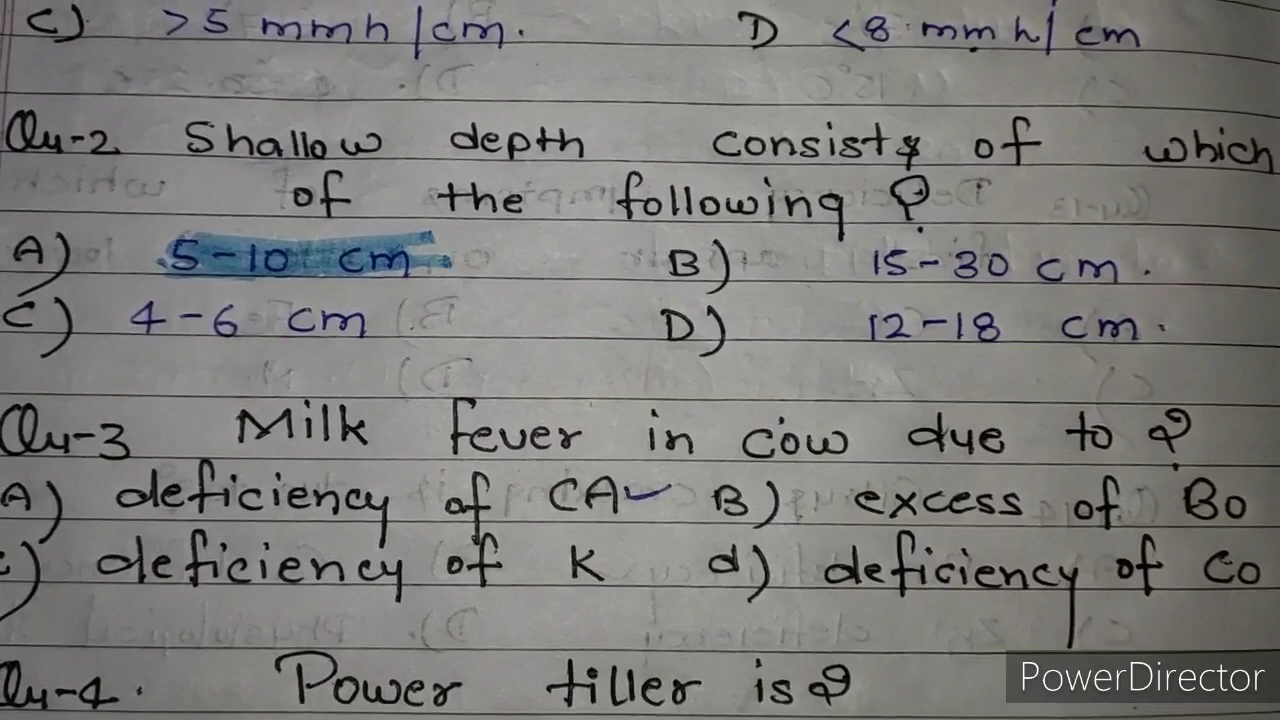 C) >5 mmh/cm. D <8 mmh/cm
Qu-2 Shallow depth consists of which
of the following ?
A) 5-10 cm B) 15-30 cm.
C) 4-6 cm D) 12-18 cm.
Qu-3 Milk fever in cow due to ?
A) deficiency of CA✓ B) excess of Bo
c) deficiency of K d) deficiency of Co
Qu-4. Power tiller is ?
PowerDirector